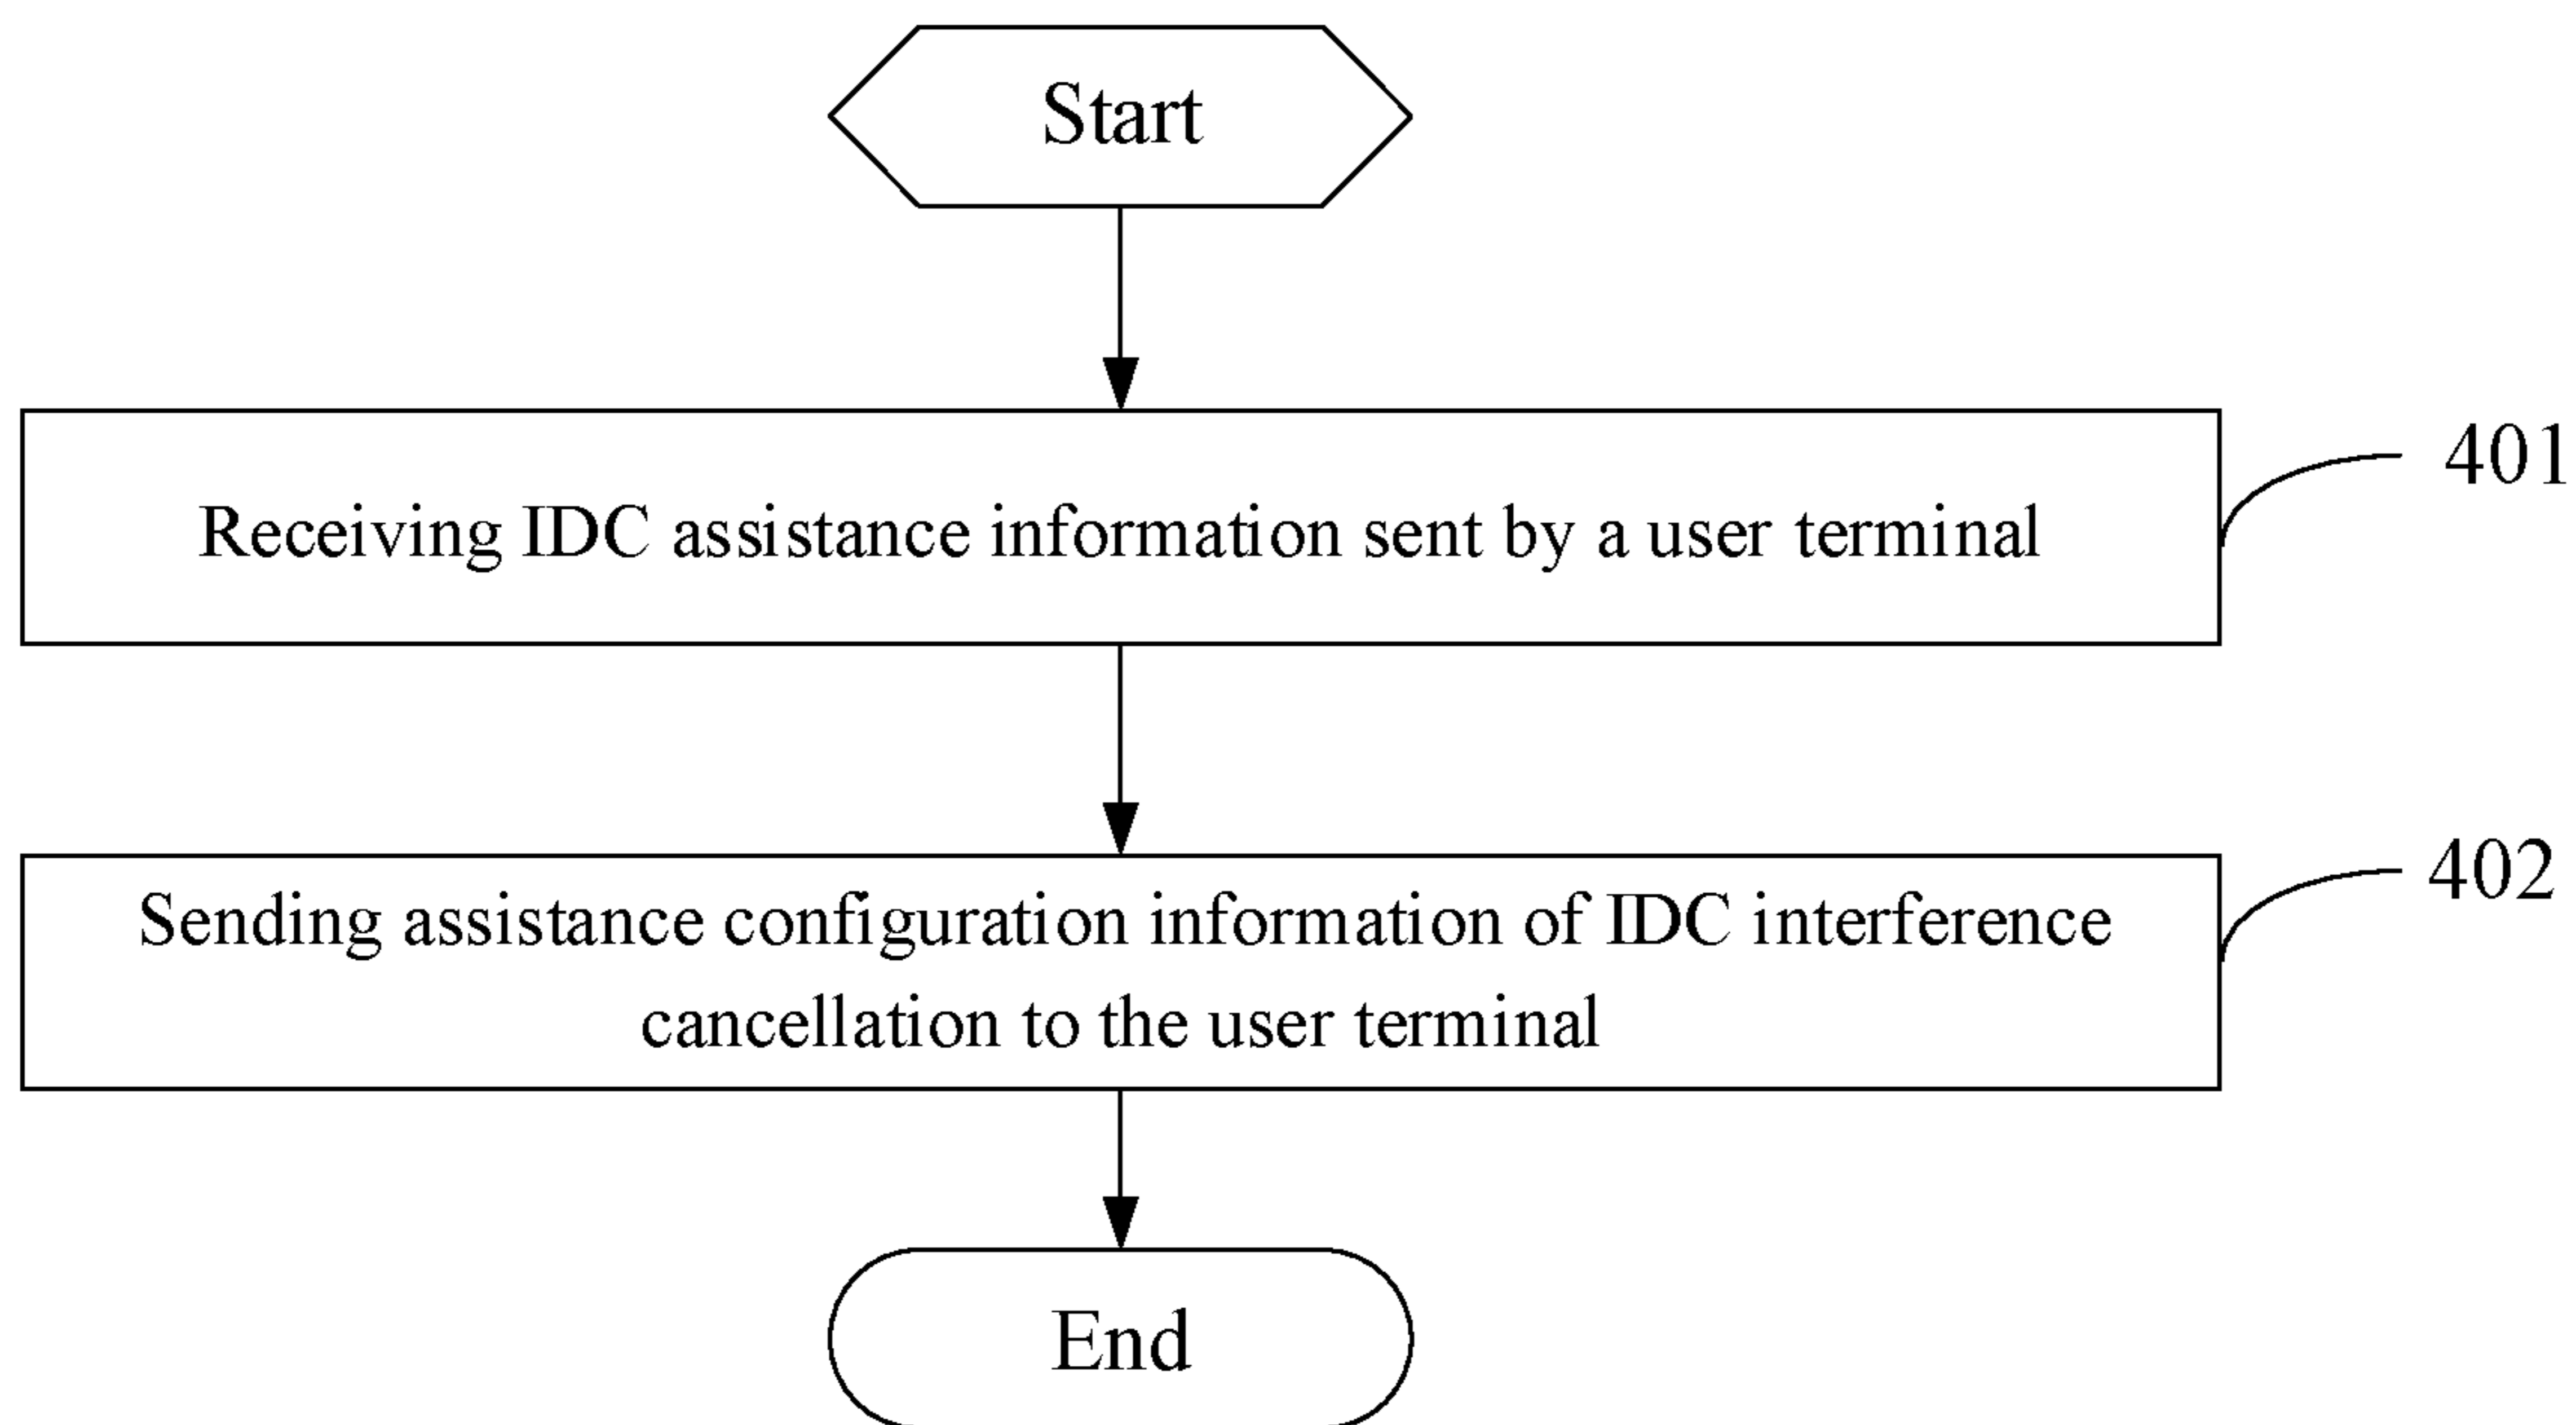 Start
401
Receiving IDC assistance information sent by a user terminal
402
Sending assistance configuration information of IDC interference
cancellation to the user terminal
End